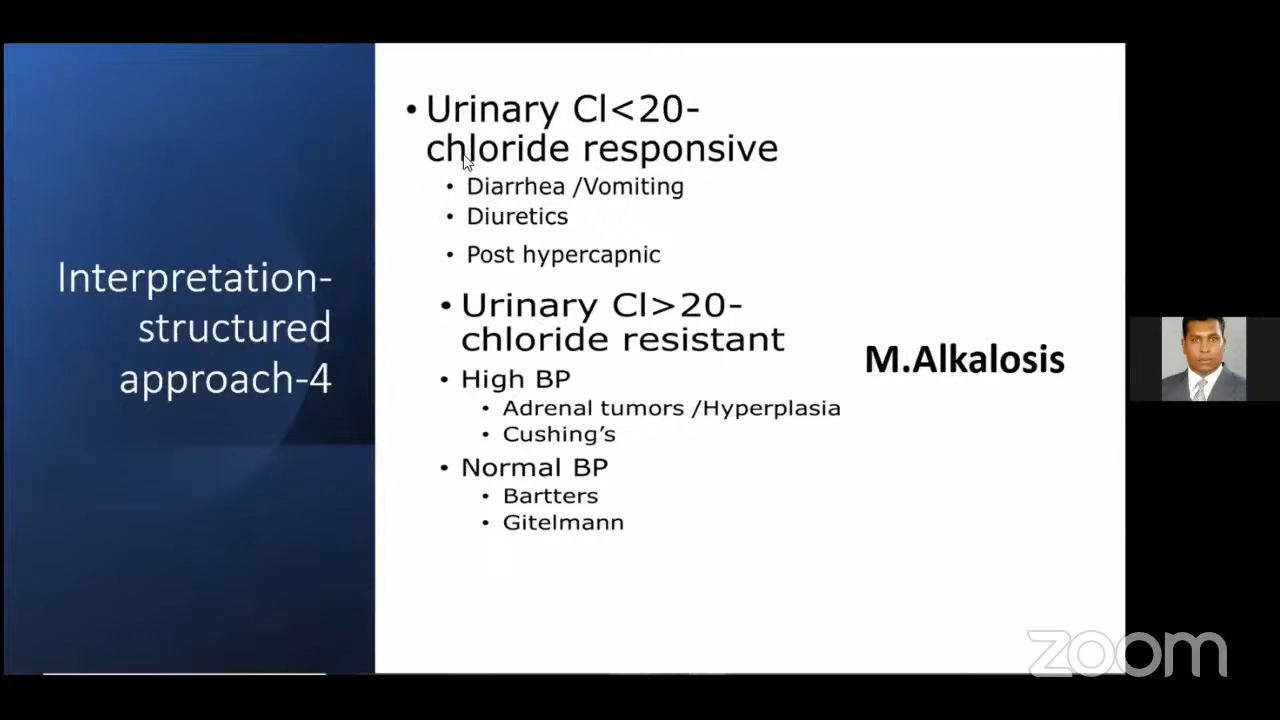 Interpretation-
structured
approach-4
• Urinary Cl<20-
chloride responsive
• Diarrhea /Vomiting
• Diuretics
• Post hypercapnic
• Urinary Cl>20-
chloride resistant
• High BP
• Adrenal tumors /Hyperplasia
• Cushing’s
• Normal BP
• Bartters
• Gitelmann
M.Alkalosis
zoom